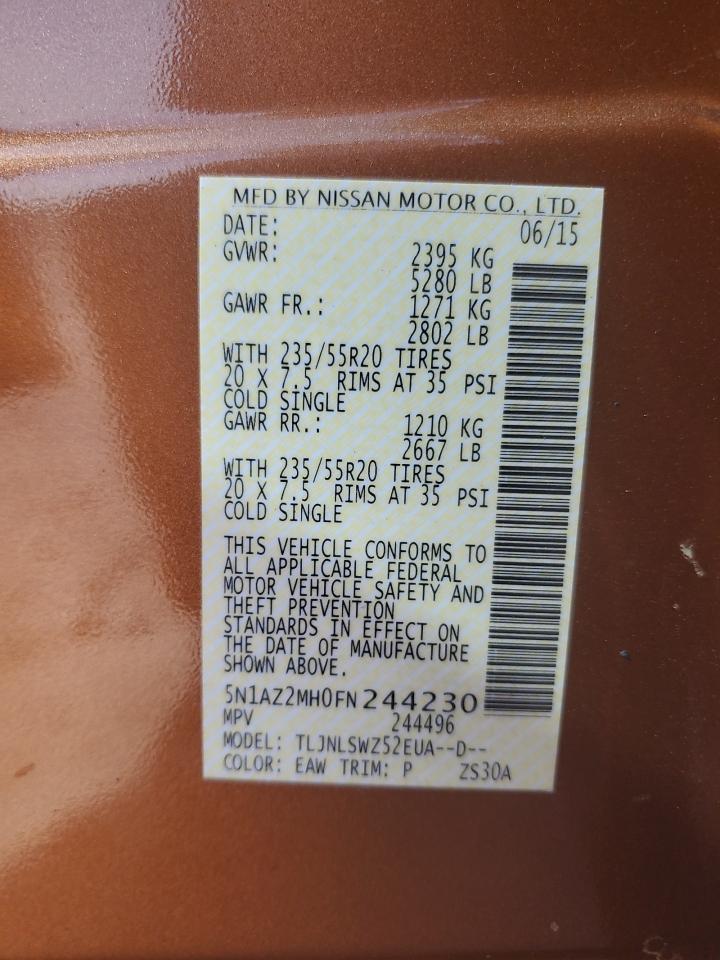 MFD BY NISSAN MOTOR CO., LTD.
DATE: 06/15
GVWR: 2395 KG
5280 LB
GAWR FR.: 1271 KG
2802 LB
WITH 235/55R20 TIRES
20 X 7.5 RIMS AT 35 PSI
COLD SINGLE
GAWR RR.: 1210 KG
2667 LB
WITH 235/55R20 TIRES
20 X 7.5 RIMS AT 35 PSI
COLD SINGLE
THIS VEHICLE CONFORMS TO
ALL APPLICABLE FEDERAL
MOTOR VEHICLE SAFETY AND
THEFT PREVENTION
STANDARDS IN EFFECT ON
THE DATE OF MANUFACTURE
SHOWN ABOVE.
5N1AZ2MH0FN244230
MPV 244496
MODEL: TLJNLSWZ52EUA--D--
COLOR: EAW TRIM: P ZS30A